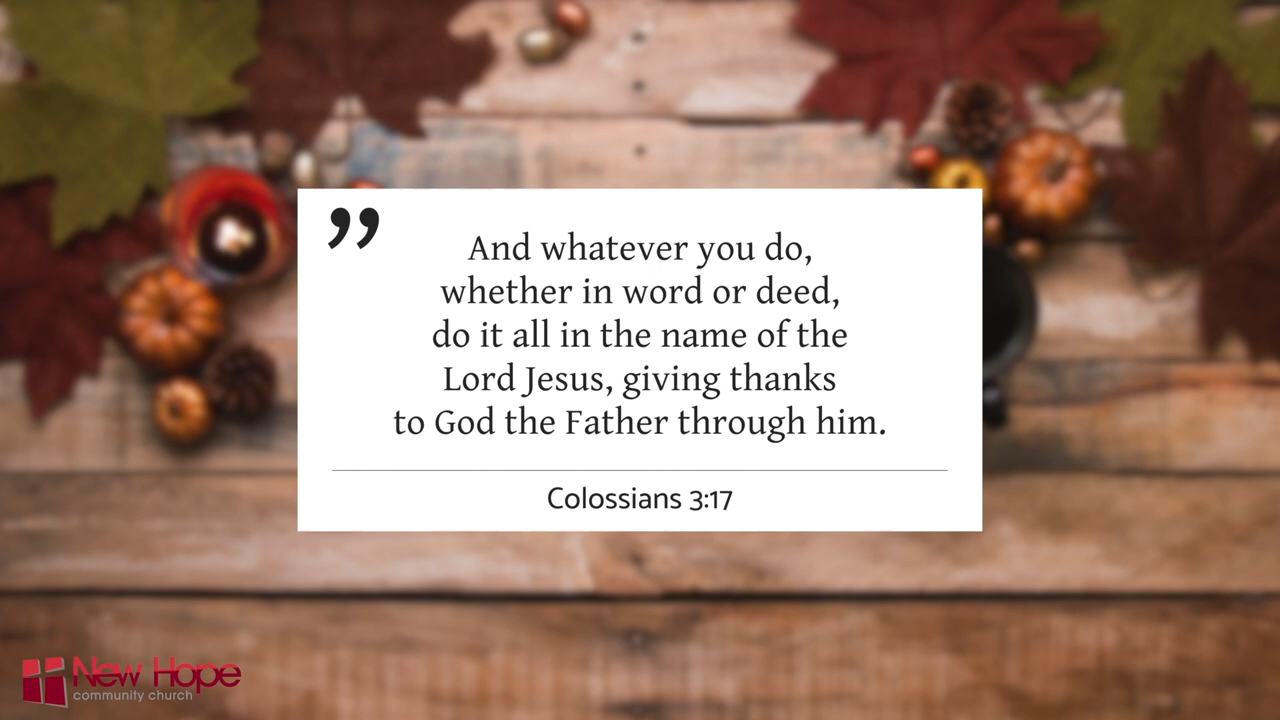 ”
And whatever you do,
whether in word or deed,
do it all in the name of the
Lord Jesus, giving thanks
to God the Father through him.
Colossians 3:17
New Hope
community church